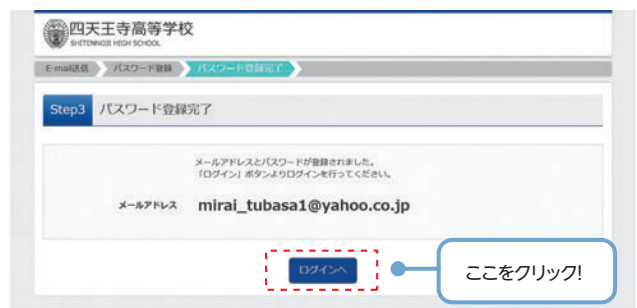 四天王寺高等学校
SHITENNOJI HIGH SCHOOL
E-mail送信 パスワード登録 パスワード登録完了
Step3 パスワード登録完了
メールアドレスとパスワードが登録されました。
「ログイン」ボタンよりログインを行ってください。
メールアドレス mirai_tubasa1@yahoo.co.jp
ログインへ
ここをクリック!